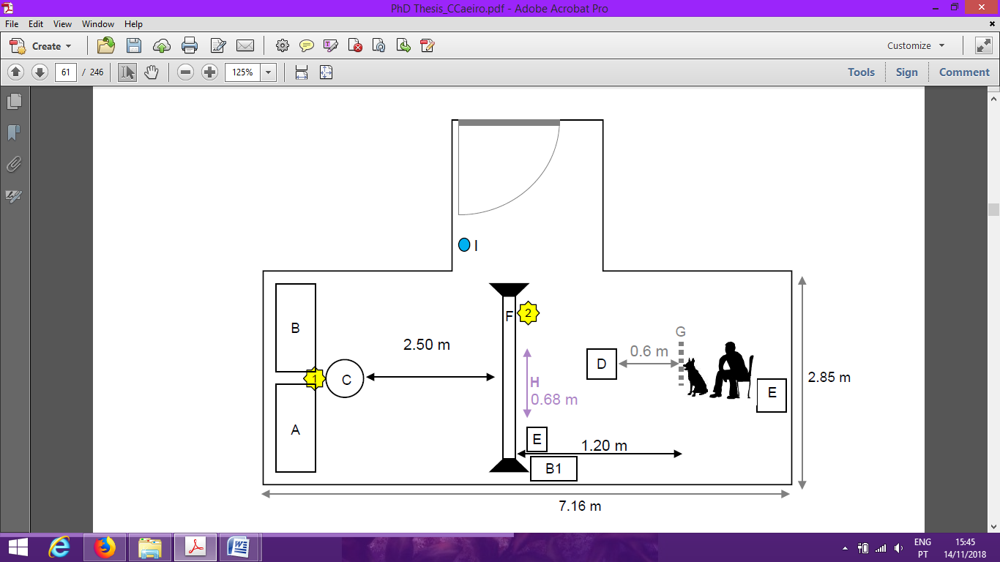 PhD Thesis_CCaeiro.pdf - Adobe Acrobat Pro
File Edit View Window Help
Create Customize
61 / 246 125% Tools Sign Comment
I
B
F 2
G
2.50 m
0.6 m
D
1 C
H
0.68 m
2.85 m
E
A
E
1.20 m
B1
7.16 m
ENG 15:45
PT 14/11/2018